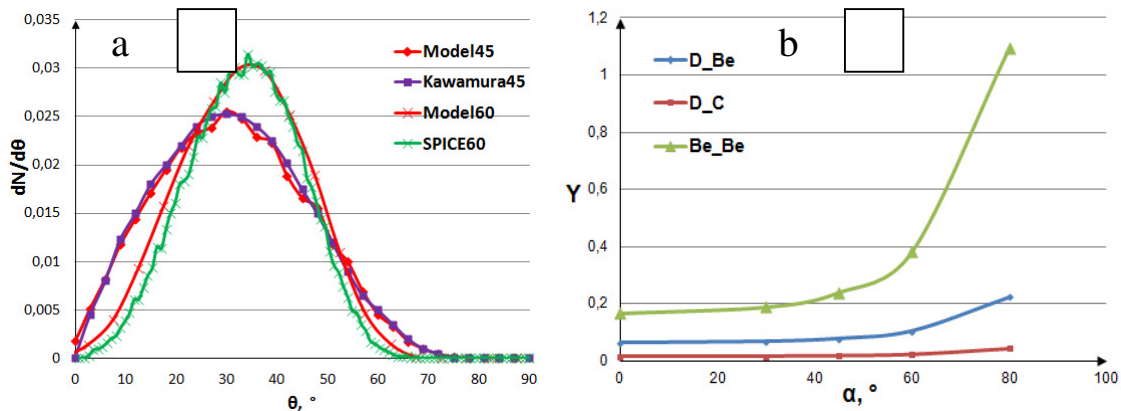 a
Model45
Kawamura45
Model60
SPICE60
0,035
0,03
0,025
0,02
0,015
0,01
0,005
0
dN/dθ
0 10 20 30 40 50 60 70 80 90
θ, °
b
D_Be
D_C
Be_Be
1,2
1
0,8
0,6
0,4
0,2
0
Y
0 20 40 60 80 100
α, °